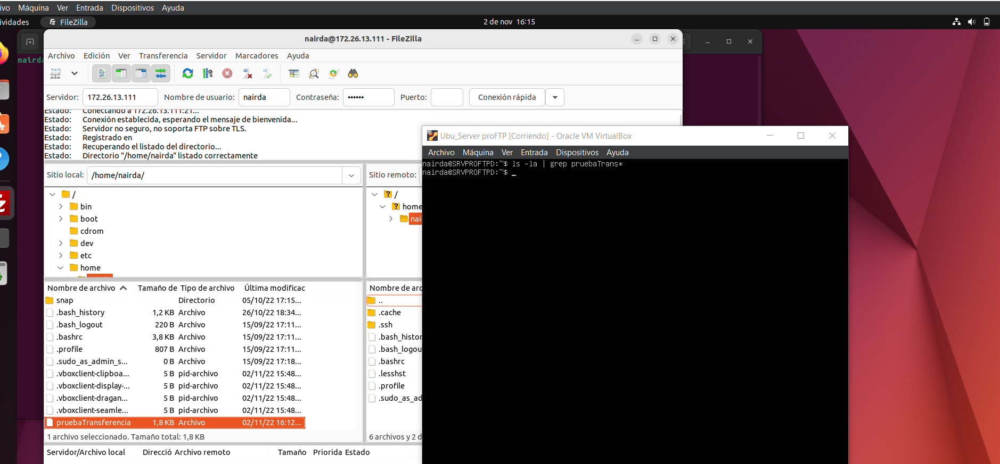 ivo Máquina Ver Entrada Dispositivos Ayuda
ividades FileZilla 2 de nov 16:15
nairda@172.26.13.111 - FileZilla
Archivo Edición Ver Transferencia Servidor Marcadores Ayuda
nairda
Servidor: 172.26.13.111 Nombre de usuario: nairda Contraseña: •••••• Puerto: Conexión rápida
Estado: Conectando a 172.26.13.111:21...
Estado: Conexión establecida, esperando el mensaje de bienvenida...
Estado: Servidor no seguro, no soporta FTP sobre TLS.
Estado: Registrado en
Estado: Recuperando el listado del directorio...
Estado: Directorio "/home/nairda" listado correctamente
Sitio local: /home/nairda/
/
bin
boot
cdrom
dev
etc
home
Nombre de archivo Tamaño de Tipo de archivo Última modificac
snap Directorio 05/10/22 17:15...
.bash_history 1,2 KB Archivo 26/10/22 18:34...
.bash_logout 220 B Archivo 15/09/22 17:11...
.bashrc 3,8 KB Archivo 15/09/22 17:11...
.profile 807 B Archivo 15/09/22 17:11...
.sudo_as_admin_s... 0 B Archivo 15/09/22 17:18...
.vboxclient-clipboa... 5 B pid-archivo 02/11/22 15:48...
.vboxclient-display-... 5 B pid-archivo 02/11/22 15:48...
.vboxclient-dragan... 5 B pid-archivo 02/11/22 15:48...
.vboxclient-seamle... 5 B pid-archivo 02/11/22 15:48...
pruebaTransferencia 1,8 KB Archivo 02/11/22 16:12...
1 archivo seleccionado. Tamaño total: 1,8 KB
Sitio remoto:
/
home
nai
Nombre de arc
..
.cache
.ssh
.bash_histor
.bash_logou
.bashrc
.lesshst
.profile
.sudo_as_ad
6 archivos y 2 d
Servidor/Archivo local Direcció Archivo remoto Tamaño Priorida Estado
Ubu_Server proFTP [Corriendo] - Oracle VM VirtualBox
Archivo Máquina Ver Entrada Dispositivos Ayuda
nairda@SRVPROFTPD:~$ ls -la | grep pruebaTrans*
nairda@SRVPROFTPD:~$ _